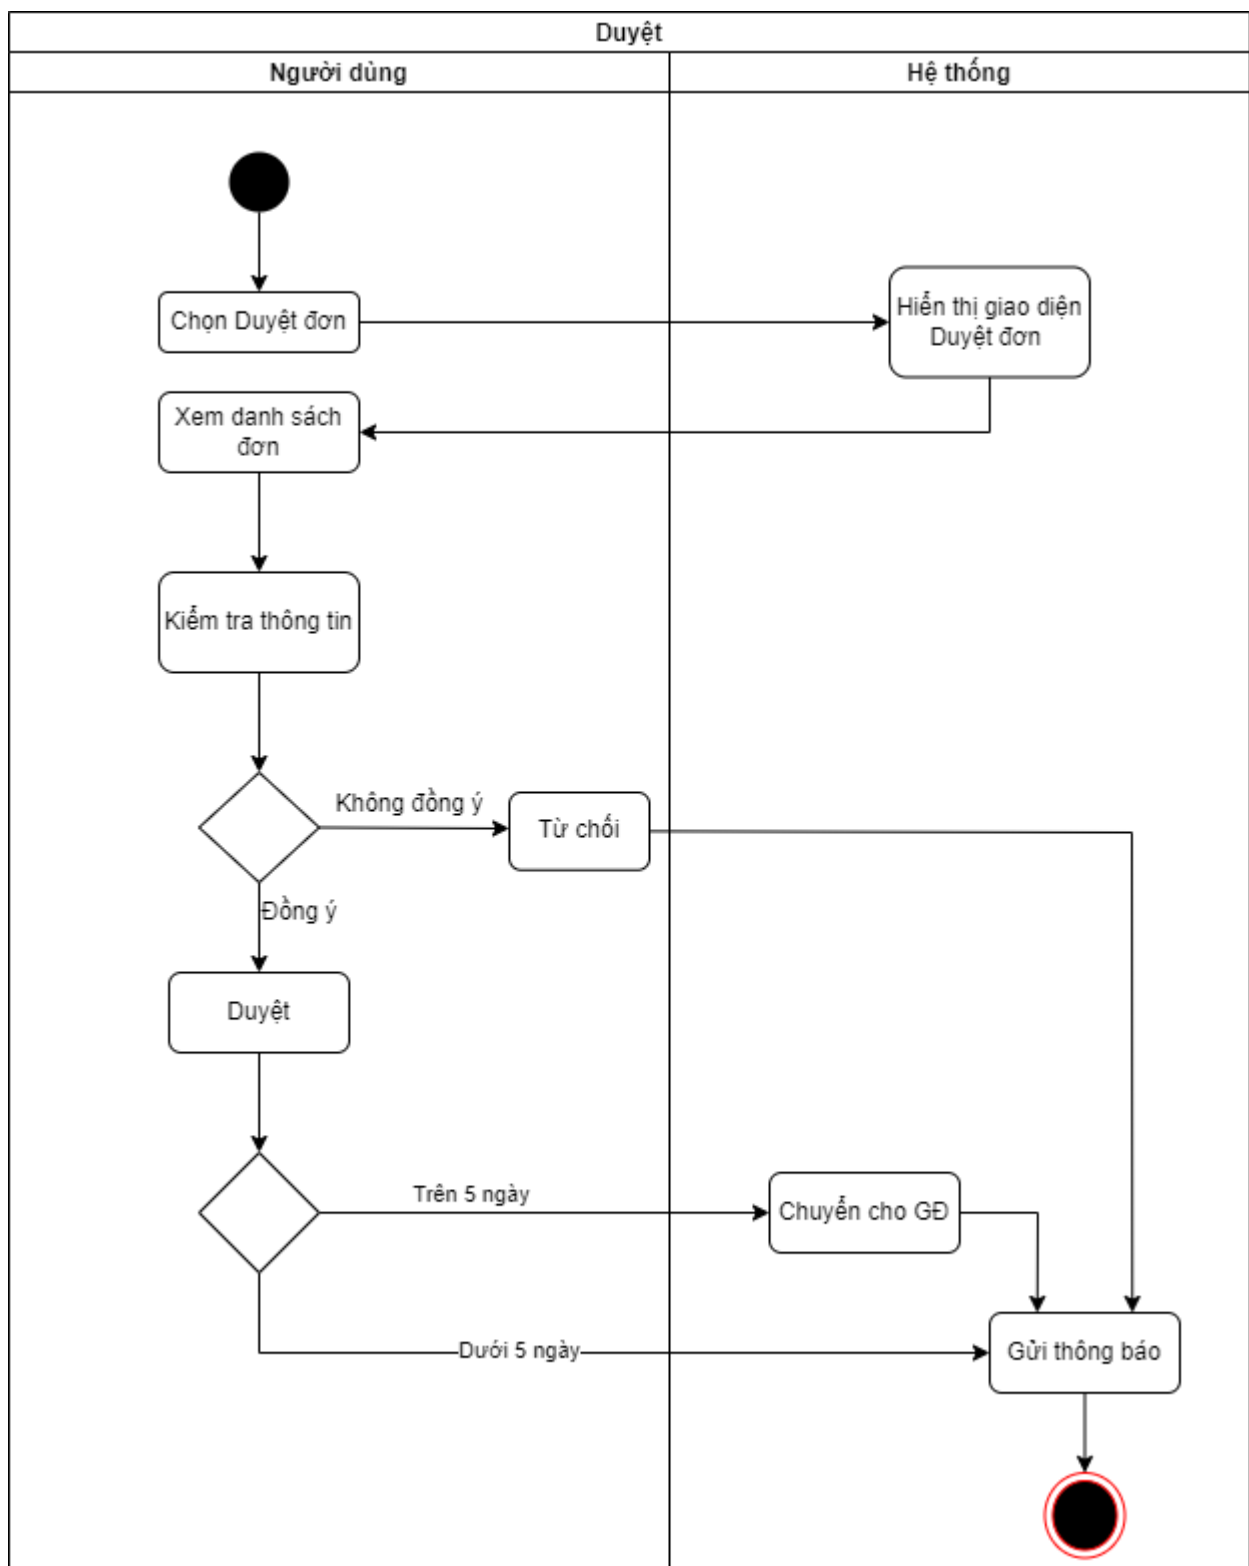 Duyệt
Người dùng
Hệ thống
Chọn Duyệt đơn
Hiển thị giao diện
Duyệt đơn
Xem danh sách
đơn
Kiểm tra thông tin
Không đồng ý
Từ chối
Đồng ý
Duyệt
Trên 5 ngày
Chuyển cho GĐ
Dưới 5 ngày
Gửi thông báo